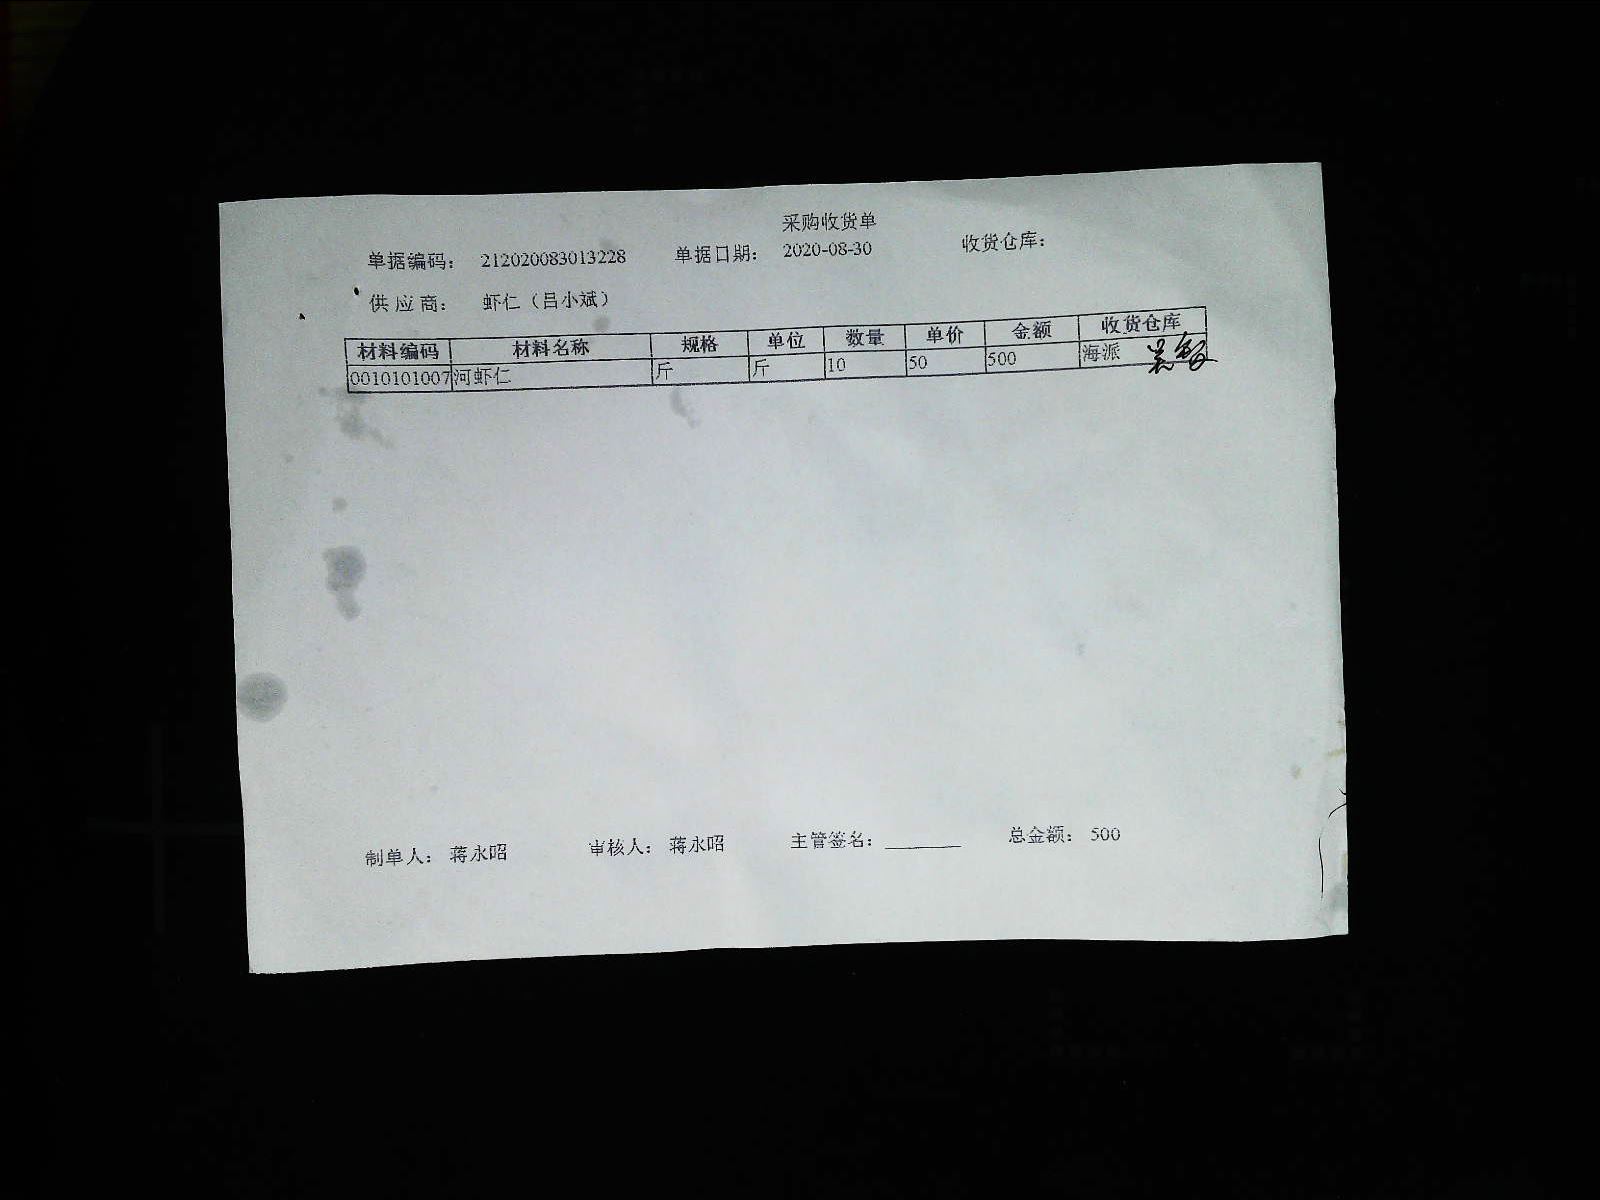 采购收货单
单据编码： 212020083013228 单据日期： 2020-08-30 收货仓库：
供应商： 虾仁（吕小斌）
材料编码 材料名称 规格 单位 数量 单价 金额 收货仓库
0010101007 河虾仁 斤 斤 10 50 500 海派
制单人： 蒋永昭 审核人： 蒋永昭 主管签名：________ 总金额： 500